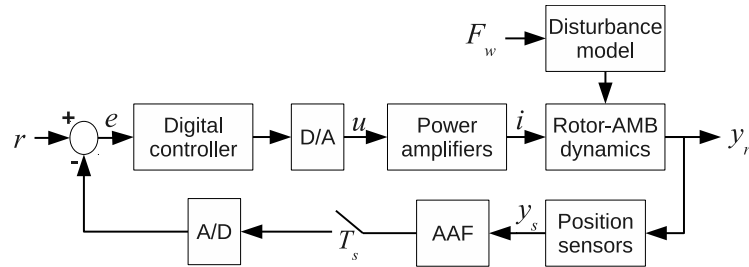 F_w
Disturbance
model
+
r
e
-
Digital
controller
D/A
u
Power
amplifiers
i
Rotor-AMB
dynamics
y_r
A/D
T_s
AAF
y_s
Position
sensors